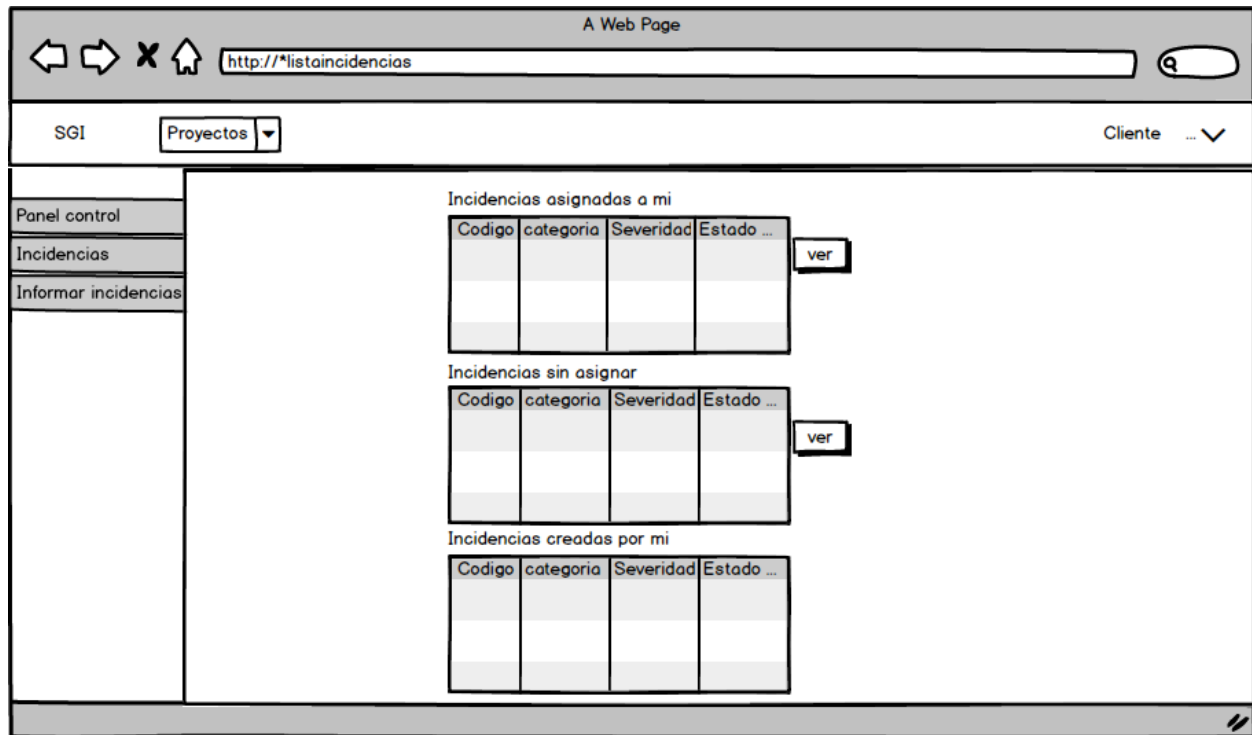 A Web Page
http://*listaincidencias
SGI Proyectos Cliente ...
Panel control
Incidencias
Informar incidencias
Incidencias asignadas a mi
Codigo categoria Severidad Estado ...
ver
Incidencias sin asignar
Codigo categoria Severidad Estado ...
ver
Incidencias creadas por mi
Codigo categoria Severidad Estado ...